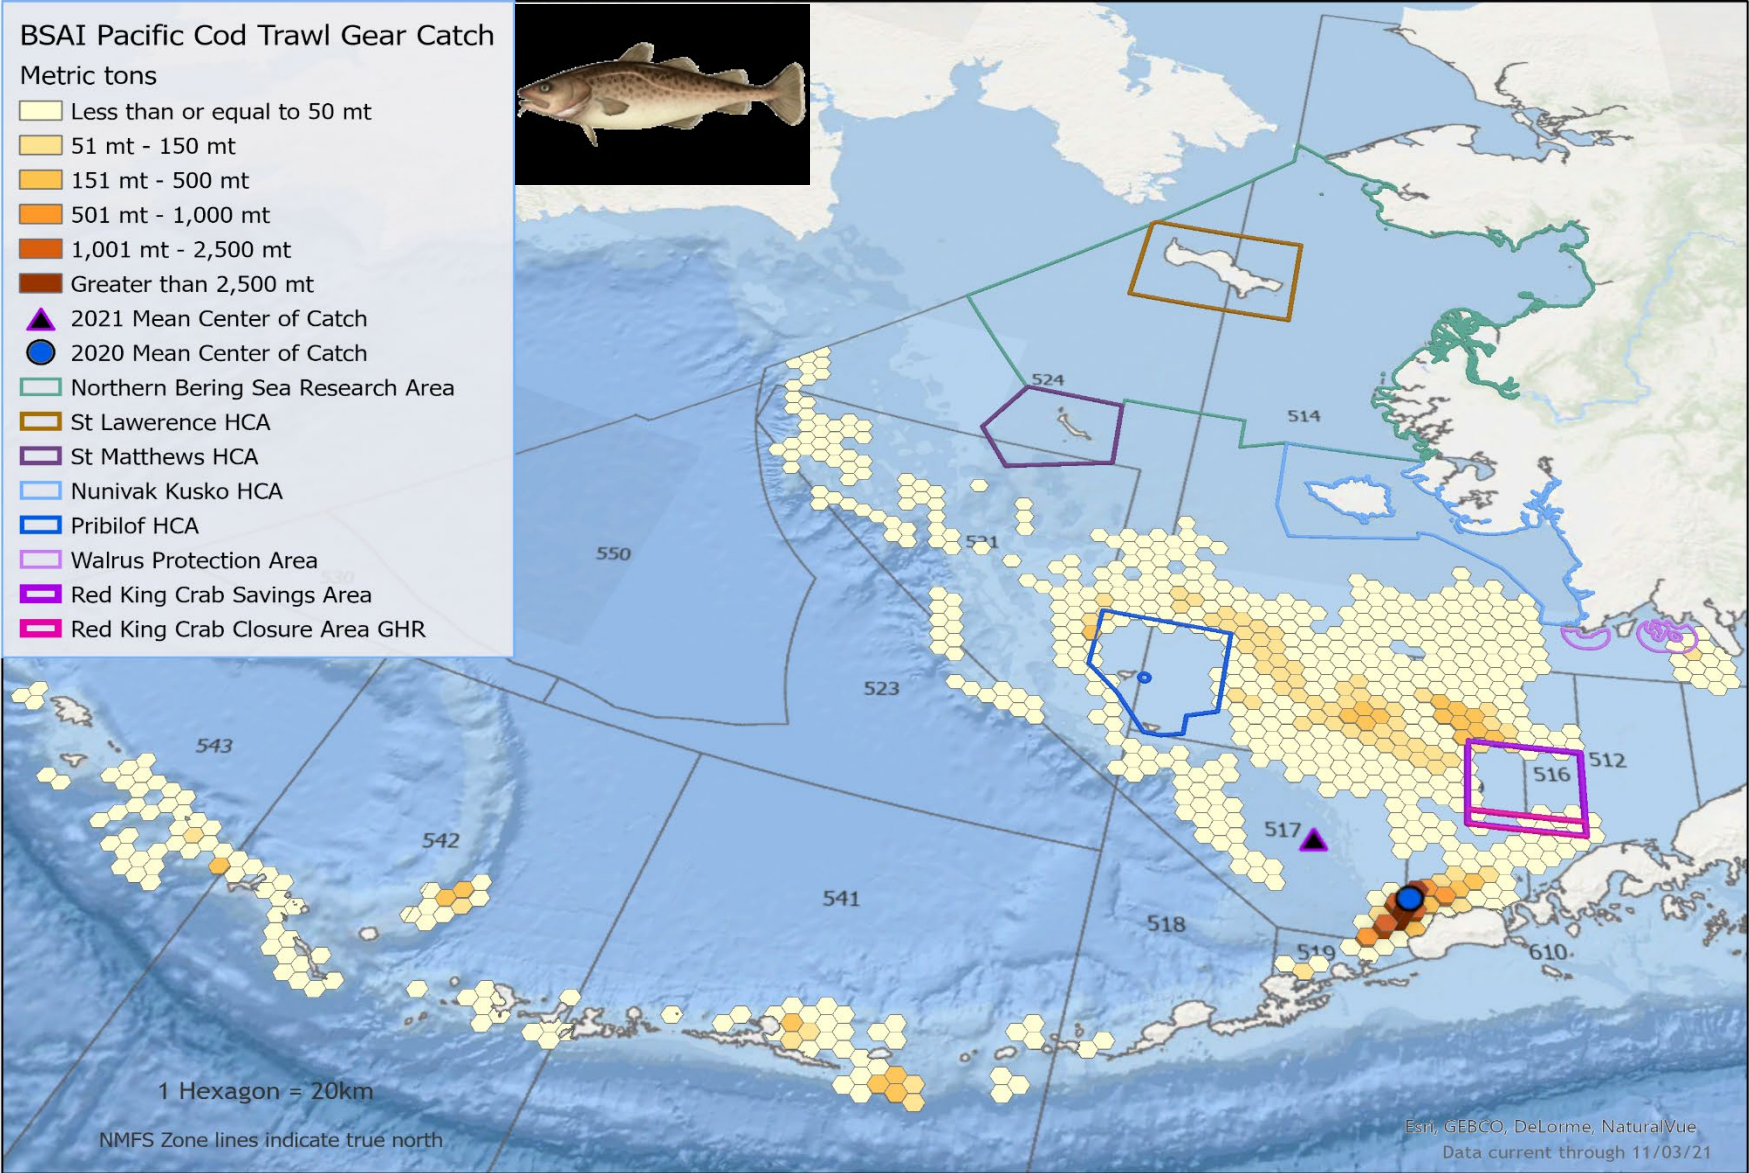 BSAI Pacific Cod Trawl Gear Catch
Metric tons
Less than or equal to 50 mt
51 mt - 150 mt
151 mt - 500 mt
501 mt - 1,000 mt
1,001 mt - 2,500 mt
Greater than 2,500 mt
2021 Mean Center of Catch
2020 Mean Center of Catch
Northern Bering Sea Research Area
St Lawerence HCA
St Matthews HCA
Nunivak Kusko HCA
Pribilof HCA
Walrus Protection Area
Red King Crab Savings Area
Red King Crab Closure Area GHR
524
514
521
550
530
523
543
542
541
517
516
512
518
519
610
1 Hexagon = 20km
NMFS Zone lines indicate true north
Esri, GEBCO, DeLorme, NaturalVue
Data current through 11/03/21